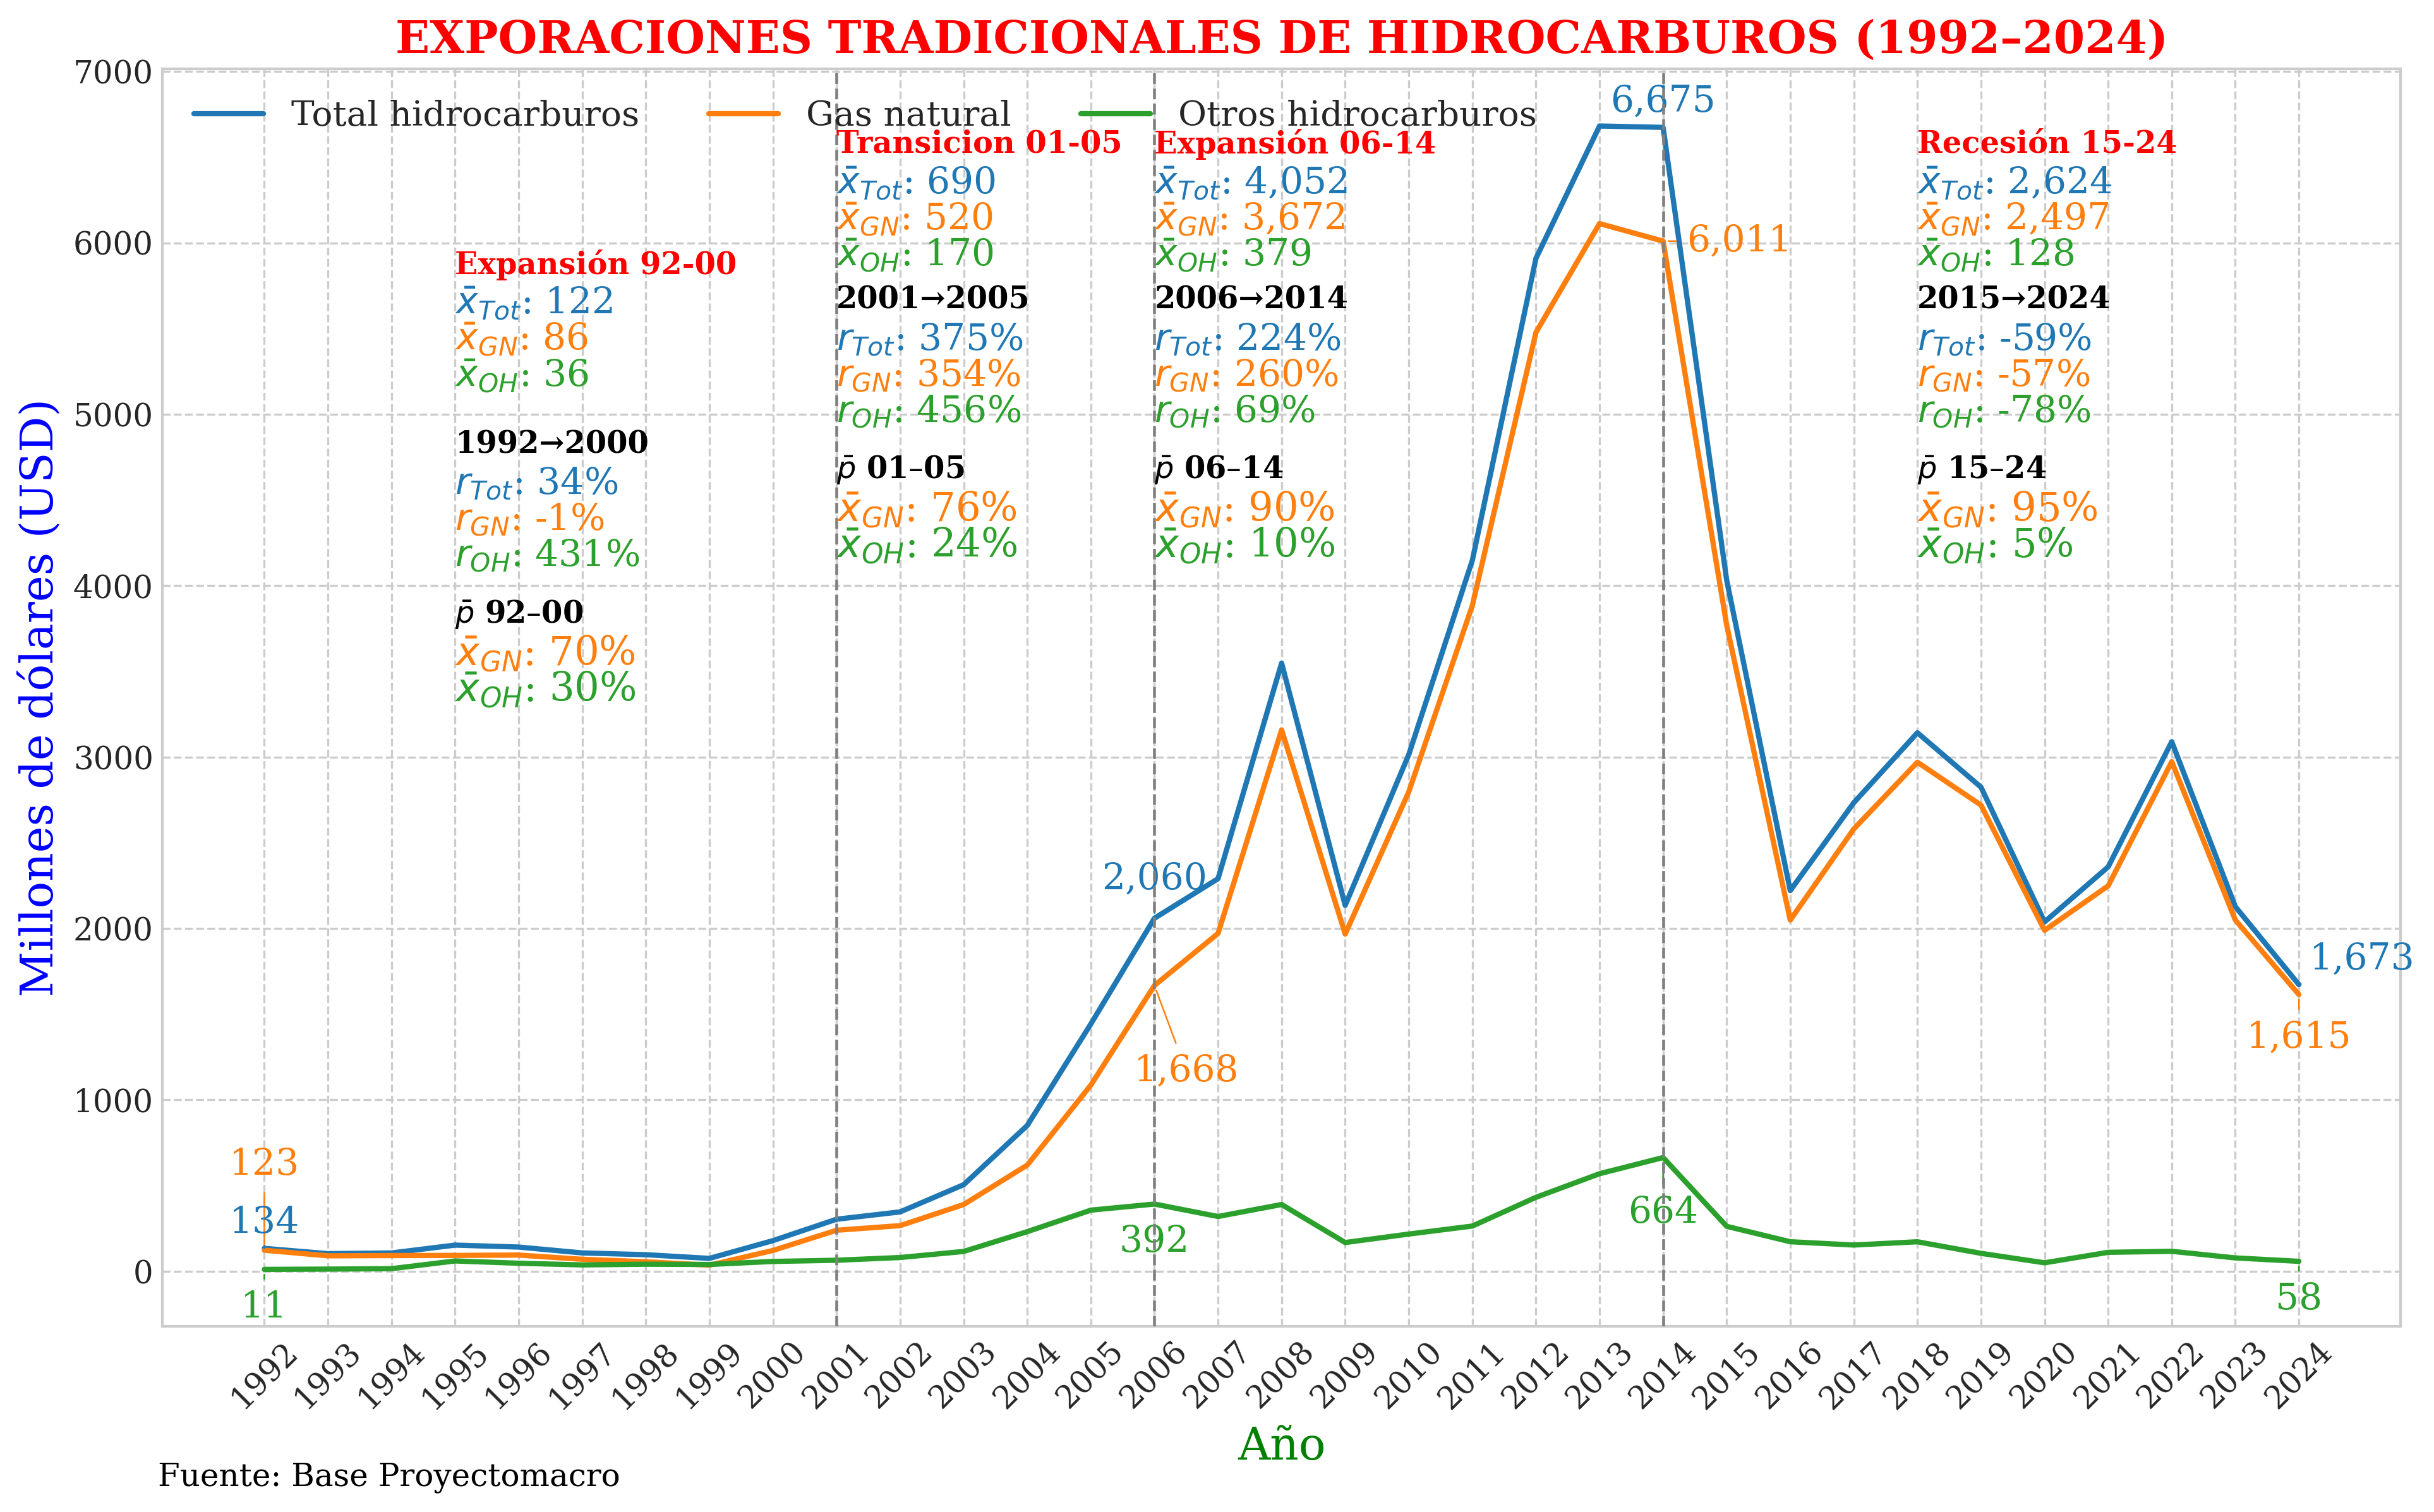 EXPORACIONES TRADICIONALES DE HIDROCARBUROS (1992–2024)
Total hidrocarburos
Gas natural
Otros hidrocarburos
Expansión 92-00
x̄Tot: 122
x̄GN: 86
x̄OH: 36
1992→2000
rTot: 34%
rGN: -1%
rOH: 431%
p̄ 92–00
x̄GN: 70%
x̄OH: 30%
Transicion 01-05
x̄Tot: 690
x̄GN: 520
x̄OH: 170
2001→2005
rTot: 375%
rGN: 354%
rOH: 456%
p̄ 01–05
x̄GN: 76%
x̄OH: 24%
Expansión 06-14
x̄Tot: 4,052
x̄GN: 3,672
x̄OH: 379
2006→2014
rTot: 224%
rGN: 260%
rOH: 69%
p̄ 06–14
x̄GN: 90%
x̄OH: 10%
Recesión 15-24
x̄Tot: 2,624
x̄GN: 2,497
x̄OH: 128
2015→2024
rTot: -59%
rGN: -57%
rOH: -78%
p̄ 15–24
x̄GN: 95%
x̄OH: 5%
6,675
6,011
2,060
1,668
1,673
1,615
123
134
11
392
664
58
Millones de dólares (USD)
7000
6000
5000
4000
3000
2000
1000
0
1992
1993
1994
1995
1996
1997
1998
1999
2000
2001
2002
2003
2004
2005
2006
2007
2008
2009
2010
2011
2012
2013
2014
2015
2016
2017
2018
2019
2020
2021
2022
2023
2024
Año
Fuente: Base Proyectomacro